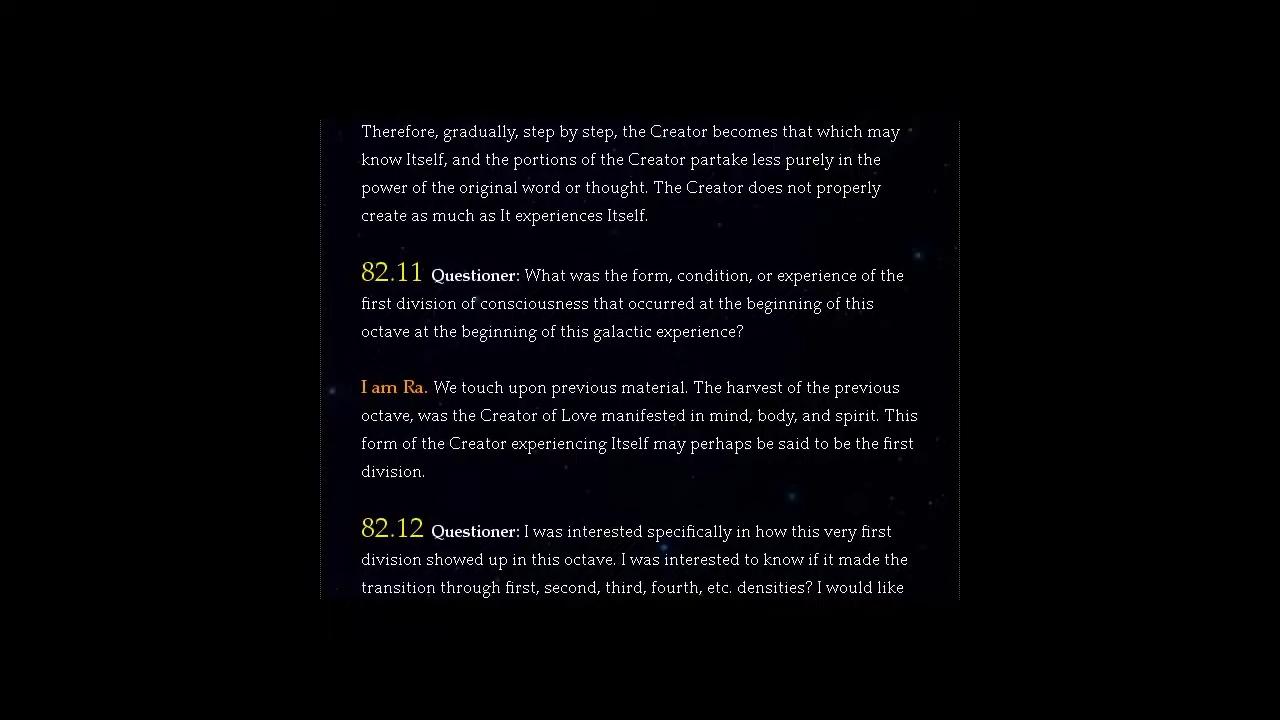 Therefore, gradually, step by step, the Creator becomes that which may
know Itself, and the portions of the Creator partake less purely in the
power of the original word or thought. The Creator does not properly
create as much as It experiences Itself.
82.11 Questioner: What was the form, condition, or experience of the
first division of consciousness that occurred at the beginning of this
octave at the beginning of this galactic experience?
I am Ra. We touch upon previous material. The harvest of the previous
octave, was the Creator of Love manifested in mind, body, and spirit. This
form of the Creator experiencing Itself may perhaps be said to be the first
division.
82.12 Questioner: I was interested specifically in how this very first
division showed up in this octave. I was interested to know if it made the
transition through first, second, third, fourth, etc. densities? I would like